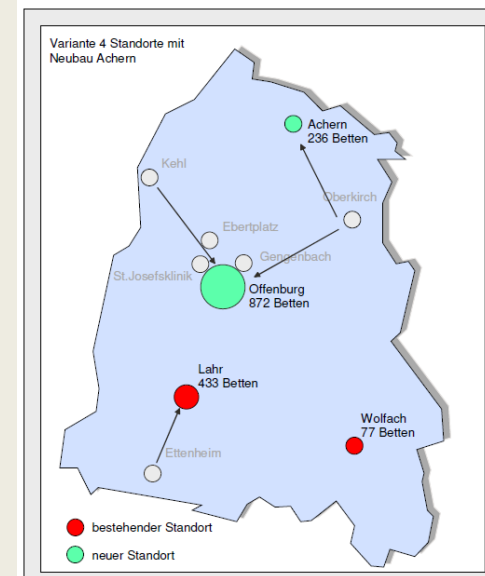 Variante 4 Standorte mit
Neubau Achern
Achern
236 Betten
Kehl
Oberkirch
Ebertplatz
Gengenbach
St.Josefsklinik
Offenburg
872 Betten
Lahr
433 Betten
Wolfach
77 Betten
Ettenheim
bestehender Standort
neuer Standort